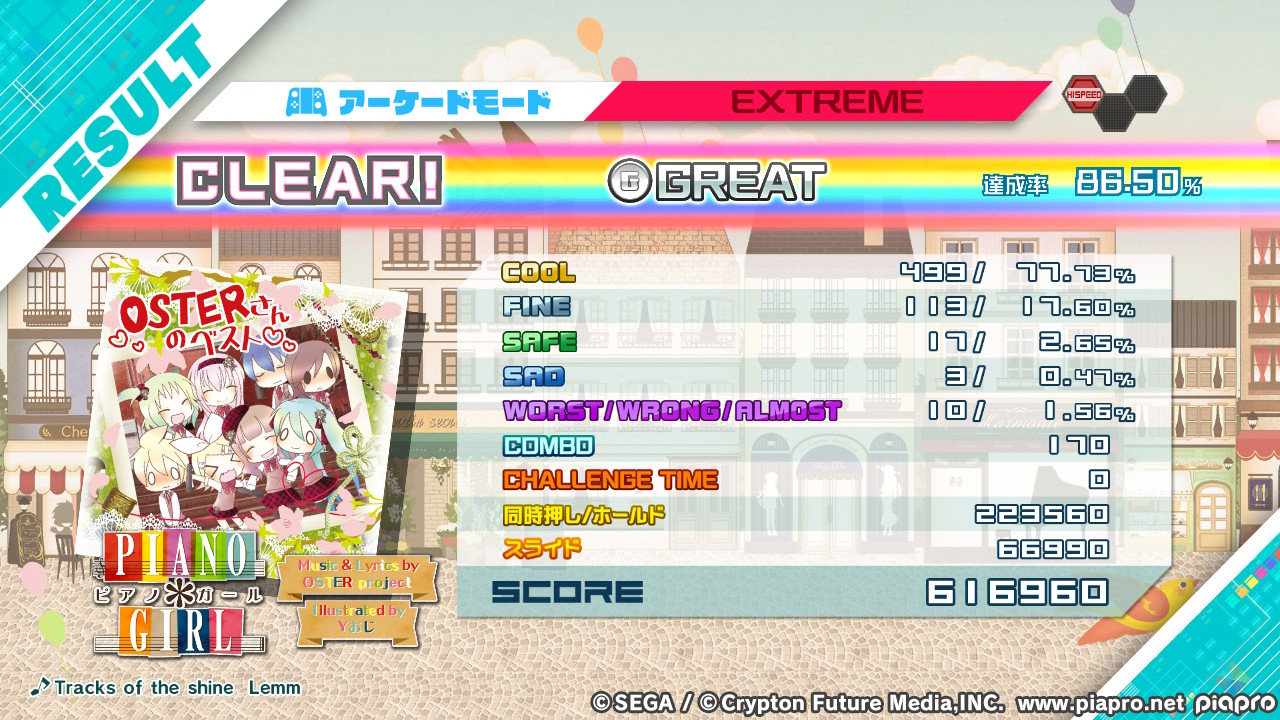 RESULT
アーケードモード
EXTREME
HISPEED
CLEAR!
G GREAT
達成率 86.50%
COOL 499/ 77.73%
FINE 113/ 17.60%
SAFE 17/ 2.65%
SAD 3/ 0.47%
WORST/WRONG/ALMOST 10/ 1.56%
COMBO 170
CHALLENGE TIME 0
同時押し/ホールド 223560
スライド 66990
SCORE 616960
OSTERさん
のベスト
PIANO
ピアノ*ガール
GIRL
Music & Lyrics by
OSTER project
Illustrated by
Yおじ
♪Tracks of the shine Lemm
©SEGA / ©Crypton Future Media,INC. www.piapro.net piapro